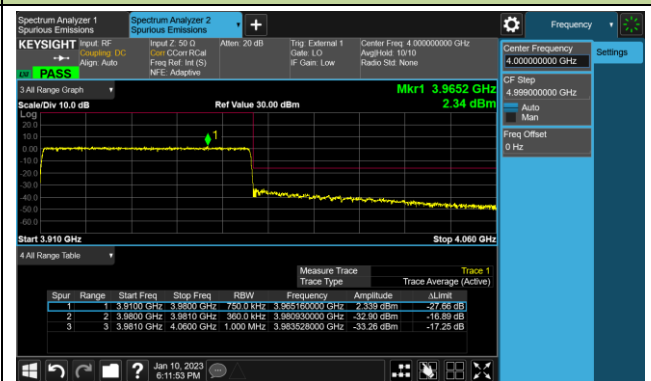 Spectrum Analyzer 1
Spurious Emissions
Spectrum Analyzer 2
Spurious Emissions
Frequency
KEYSIGHT
Input: RF
Coupling: DC
Align: Auto
Input Z: 50 Ω
Corr CCorr RCal
Freq Ref: Int (S)
NFE: Adaptive
Atten: 20 dB
Trig: External 1
Gate: LO
IF Gain: Low
Center Freq: 4.000000000 GHz
Avg|Hold: 10/10
Radio Std: None
PASS
Center Frequency
4.000000000 GHz
Settings
CF Step
4.999000000 GHz
Auto
Man
Freq Offset
0 Hz
3 All Range Graph
Mkr1 3.9652 GHz
Scale/Div 10.0 dB
Ref Value 30.00 dBm
2.34 dBm
Log
20.0
10.0
0.00
-10.0
-20.0
-30.0
-40.0
-50.0
-60.0
1
Start 3.910 GHz
Stop 4.060 GHz
4 All Range Table
Measure Trace Trace 1
Trace Type Trace Average (Active)
Spur Range Start Freq Stop Freq RBW Frequency Amplitude ΔLimit
1 1 3.9100 GHz 3.9800 GHz 750.0 kHz 3.965160000 GHz 2.339 dBm -27.66 dB
2 2 3.9800 GHz 3.9810 GHz 360.0 kHz 3.980930000 GHz -32.90 dBm -16.89 dB
3 3 3.9810 GHz 4.0600 GHz 1.000 MHz 3.983528000 GHz -33.26 dBm -17.25 dB
Jan 10, 2023
6:11:53 PM